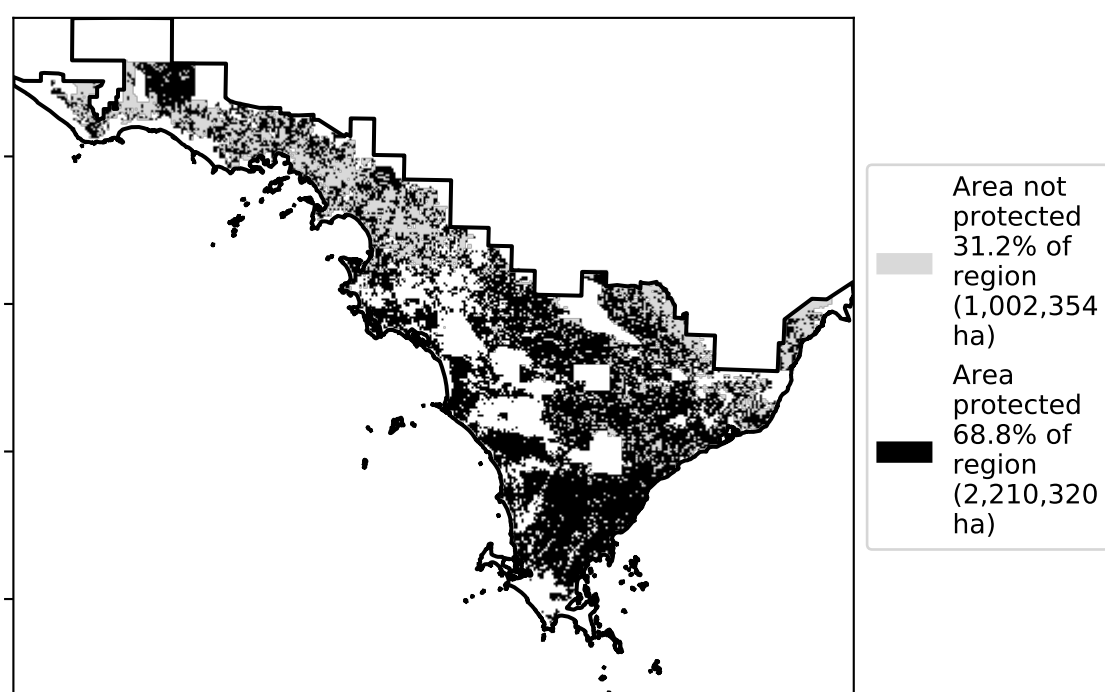 Area not
protected
31.2% of
region
(1,002,354
ha)
Area
protected
68.8% of
region
(2,210,320
ha)